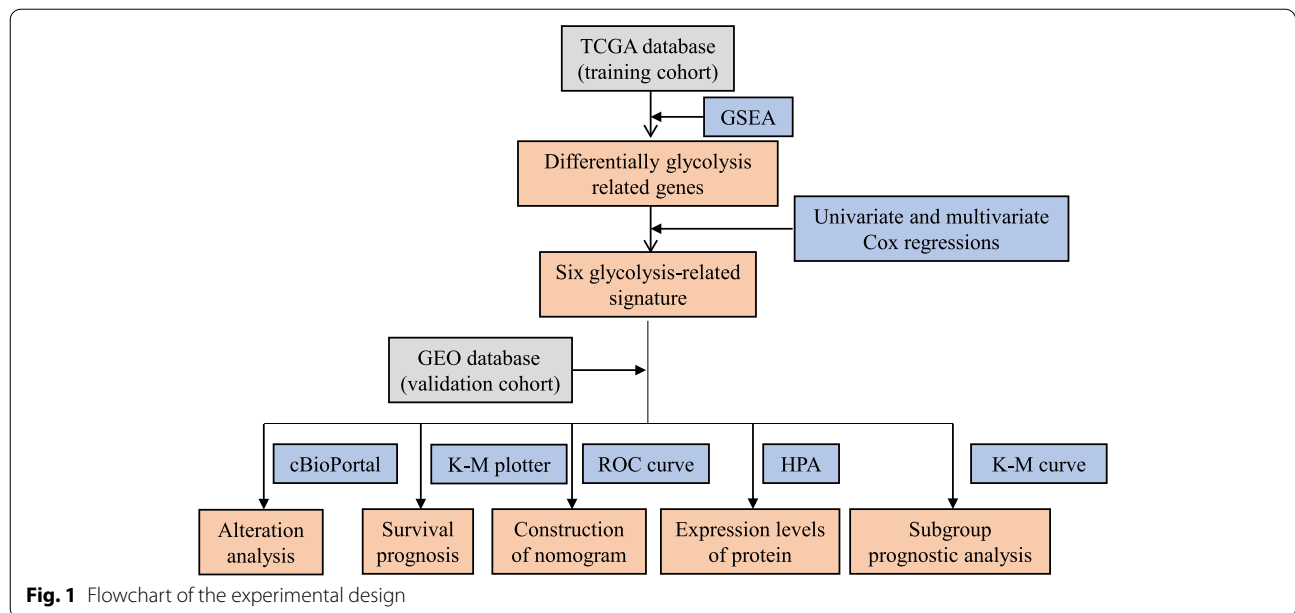 TCGA database
(training cohort)
GSEA
Differentially glycolysis
related genes
Univariate and multivariate
Cox regressions
Six glycolysis-related
signature
GEO database
(validation cohort)
cBioPortal
K-M plotter
ROC curve
HPA
K-M curve
Alteration
analysis
Survival
prognosis
Construction
of nomogram
Expression levels
of protein
Subgroup
prognostic analysis
Fig. 1 Flowchart of the experimental design